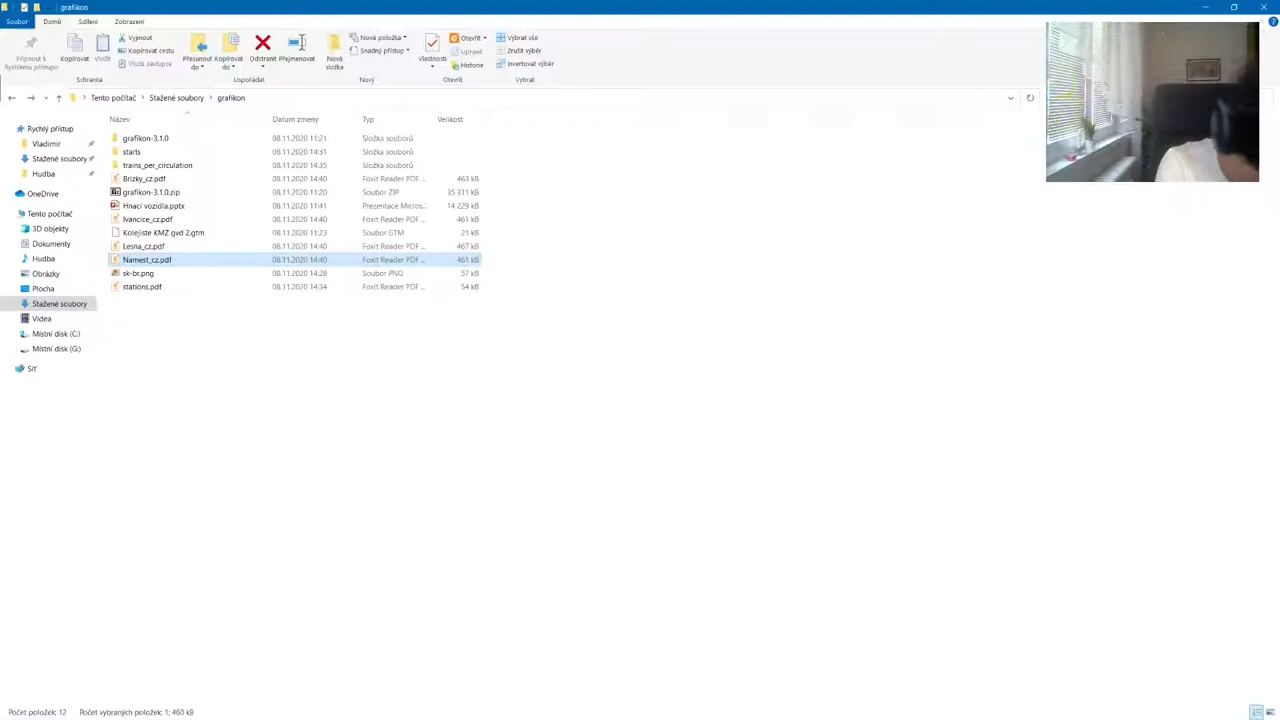 grafikon
Soubor Domů Sdílení Zobrazení
Připnout k Rychlému přístupu
Kopírovat
Vložit
Vyjmout
Kopírovat cestu
Vložit zástupce
Schránka
Přesunout do
Kopírovat do
Odstranit
Přejmenovat
Uspořádat
Nová složka
Nová položka
Snadný přístup
Nový
Vlastnosti
Otevřít
Upravit
Historie
Otevřít
Vybrat vše
Zrušit výběr
Invertovat výběr
Vybrat
Tento počítač > Stažené soubory > grafikon
Název Datum změny Typ Velikost
grafikon-3.1.0 08.11.2020 11:21 Složka souborů
starts 08.11.2020 14:31 Složka souborů
trains_per_circulation 08.11.2020 14:35 Složka souborů
Brizky_cz.pdf 08.11.2020 14:40 Foxit Reader PDF ... 463 kB
grafikon-3.1.0.zip 08.11.2020 11:20 Soubor ZIP 35 311 kB
Hnací vozidla.pptx 08.11.2020 11:41 Prezentace Micros... 14 229 kB
Ivancice_cz.pdf 08.11.2020 14:40 Foxit Reader PDF ... 461 kB
Kolejiste KMZ gvd 2.gtm 08.11.2020 11:23 Soubor GTM 21 kB
Lesna_cz.pdf 08.11.2020 14:40 Foxit Reader PDF ... 467 kB
Namest_cz.pdf 08.11.2020 14:40 Foxit Reader PDF ... 461 kB
sk-br.png 08.11.2020 14:28 Soubor PNG 57 kB
stations.pdf 08.11.2020 14:34 Foxit Reader PDF ... 54 kB
Rychlý přístup
Vladimir
Stažené soubory
Hudba
OneDrive
Tento počítač
3D objekty
Dokumenty
Hudba
Obrázky
Plocha
Stažené soubory
Videa
Místní disk (C:)
Místní disk (G:)
Síť
Počet položek: 12 Počet vybraných položek: 1; 460 kB